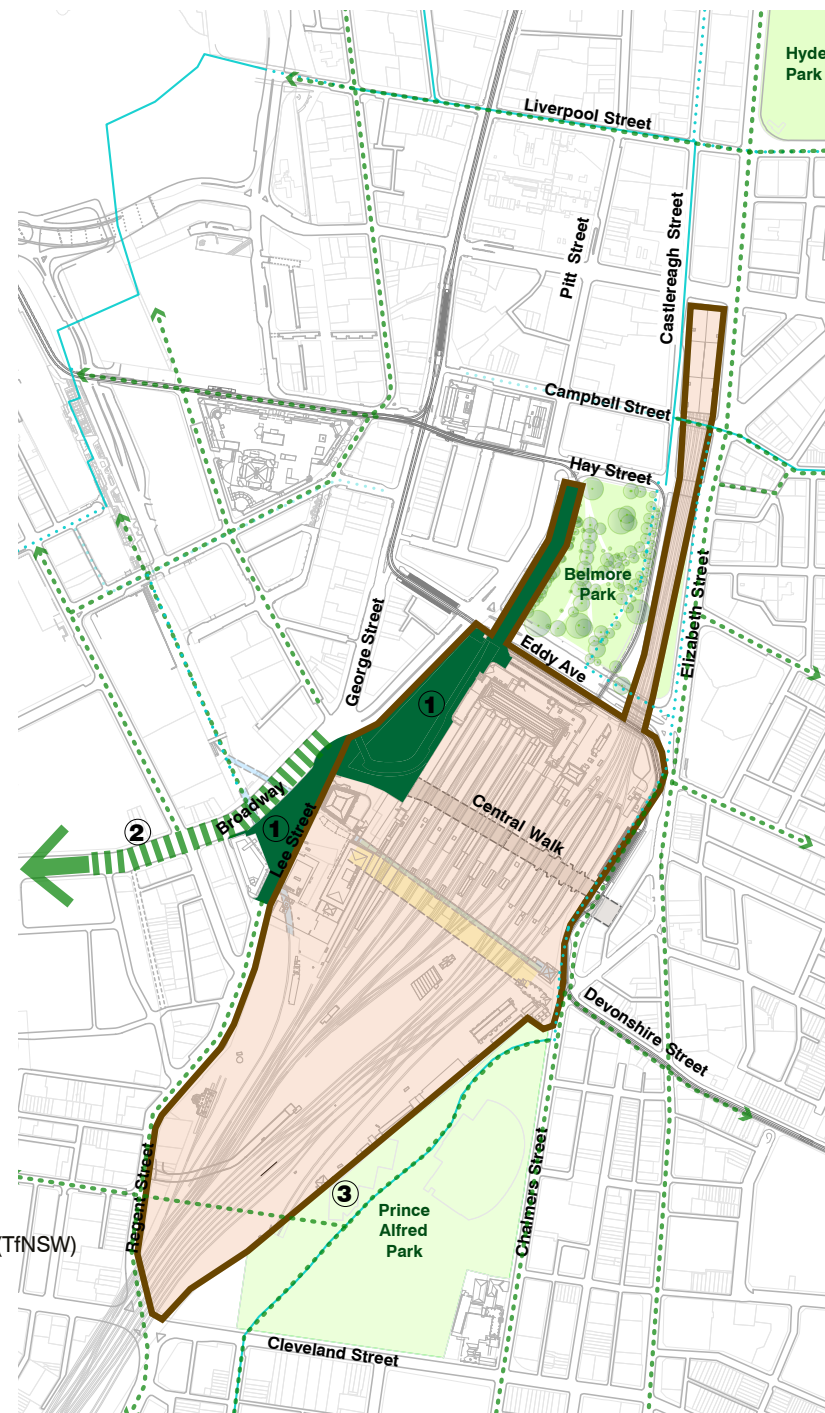 Hyde
Park
Liverpool Street
Pitt Street
Castlereagh Street
Campbell Street
Hay Street
Belmore
Park
Elizabeth Street
George Street
Eddy Ave
1
Central Walk
Broadway
2
1
Lee Street
Devonshire Street
Regent Street
Chalmers Street
3
Prince
Alfred
Park
(TfNSW)
Cleveland Street